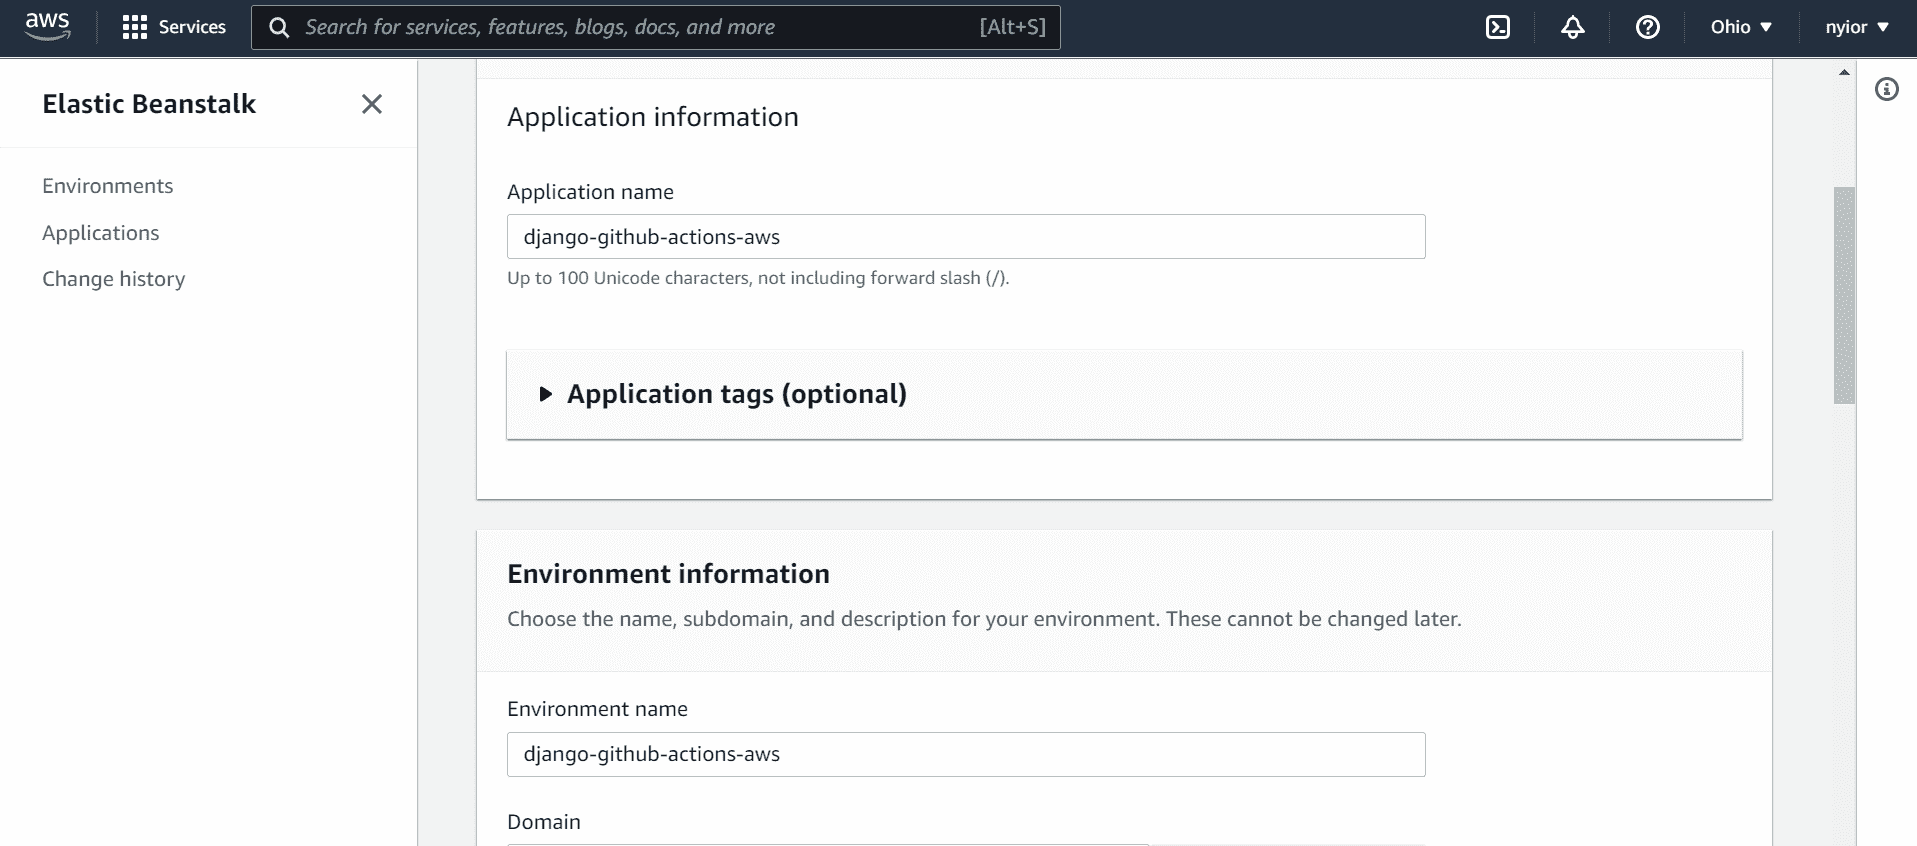 aws Services Search for services, features, blogs, docs, and more [Alt+S] Ohio nyior
Elastic Beanstalk
Environments
Applications
Change history
Application information
Application name
django-github-actions-aws
Up to 100 Unicode characters, not including forward slash (/).
Application tags (optional)
Environment information
Choose the name, subdomain, and description for your environment. These cannot be changed later.
Environment name
django-github-actions-aws
Domain